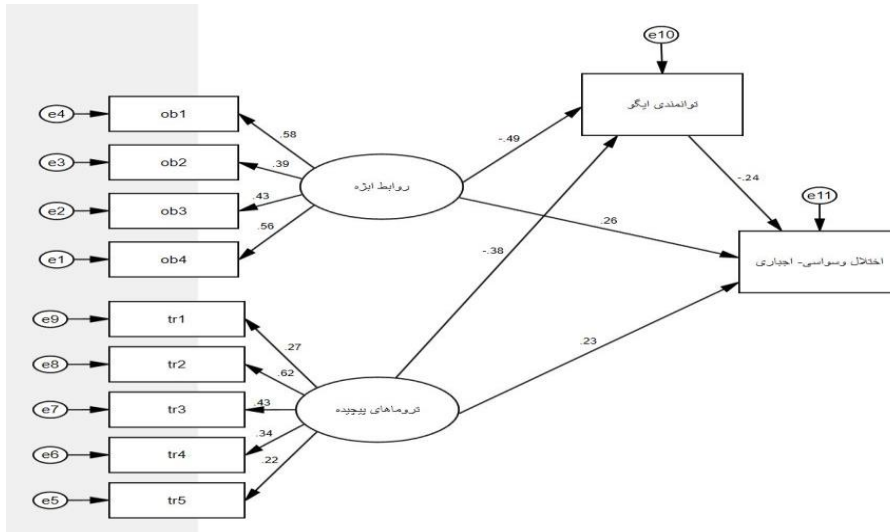 e10
توانمندی ایگو
e4
ob1
.58
-.49
e3
ob2
.39
-.24
e2
ob3
.43
روابط ابژه
e11
.26
e1
ob4
.56
-.38
اختلال وسواسی- اجباری
e9
tr1
.27
.23
e8
tr2
.62
e7
tr3
.43
تروماهای پیچیده
e6
tr4
.34
e5
tr5
.22